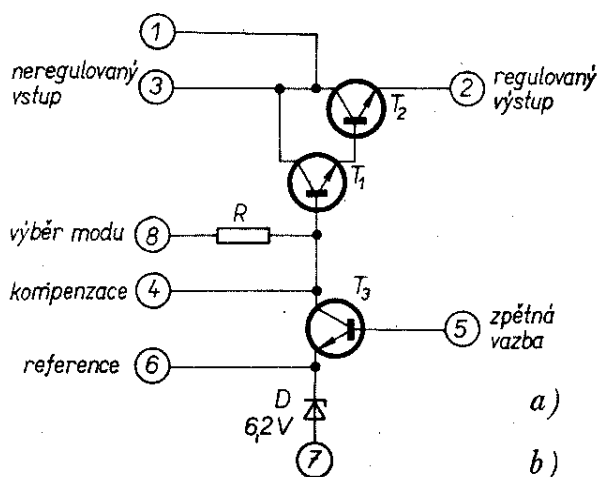 1
neregulovaný
vstup
3
2
regulovaný
výstup
T2
T1
R
výběr modu
8
T3
kompenzace
4
5
zpětná
vazba
reference
6
D
6,2V
7
a)
b)